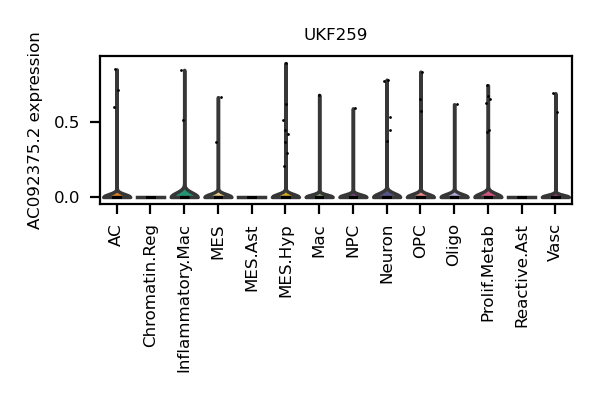 UKF259
AC092375.2 expression
0.5
0.0
AC
Chromatin.Reg
Inflammatory.Mac
MES
MES.Ast
MES.Hyp
Mac
NPC
Neuron
OPC
Oligo
Prolif.Metab
Reactive.Ast
Vasc